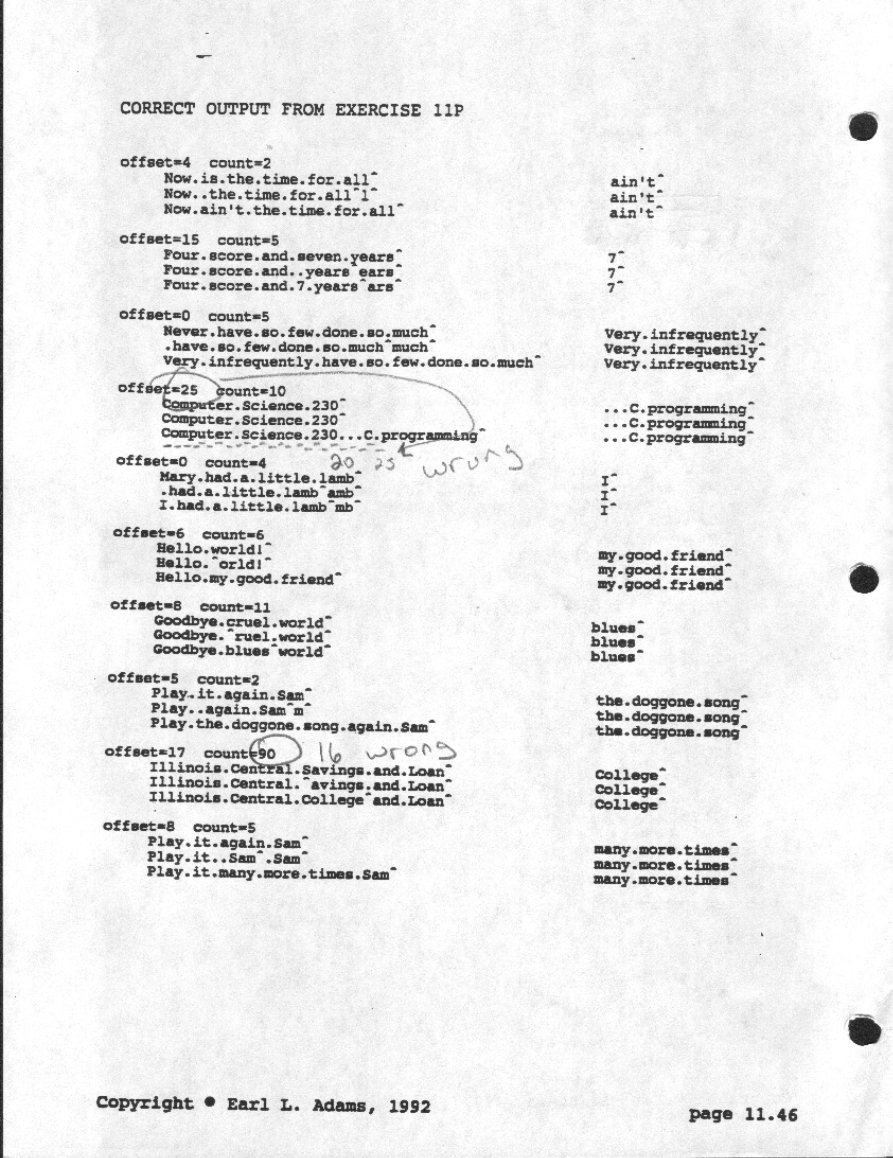 CORRECT OUTPUT FROM EXERCISE 11P
offset=4 count=2
Now.is.the.time.for.all^ ain't^
Now..the.time.for.all^l^ ain't^
Now.ain't.the.time.for.all^ ain't^
offset=15 count=5
Four.score.and.seven.years^ 7^
Four.score.and..years^ears^ 7^
Four.score.and.7.years^ars^ 7^
offset=0 count=5
Never.have.so.few.done.so.much^ Very.infrequently^
.have.so.few.done.so.much^much^ Very.infrequently^
Very.infrequently.have.so.few.done.so.much^ Very.infrequently^
offset=25 count=10
Computer.Science.230^ ...C.programming^
Computer.Science.230^ ...C.programming^
Computer.Science.230...C.programming^ ...C.programming^
20 25 wrong
offset=0 count=4
Mary.had.a.little.lamb^ I^
.had.a.little.lamb^amb^ I^
I.had.a.little.lamb^mb^ I^
offset=6 count=6
Hello.world!^ my.good.friend^
Hello.^orld!^ my.good.friend^
Hello.my.good.friend^ my.good.friend^
offset=8 count=11
Goodbye.cruel.world^ blues^
Goodbye.^ruel.world^ blues^
Goodbye.blues^world^ blues^
offset=5 count=2
Play.it.again.Sam^ the.doggone.song^
Play..again.Sam^m^ the.doggone.song^
Play.the.doggone.song.again.Sam^ the.doggone.song^
offset=17 count=90 16 wrong
Illinois.Central.Savings.and.Loan^ College^
Illinois.Central.^avings.and.Loan^ College^
Illinois.Central.College^and.Loan^ College^
offset=8 count=5
Play.it.again.Sam^ many.more.times^
Play.it..Sam^.Sam^ many.more.times^
Play.it.many.more.times.Sam^ many.more.times^
Copyright ● Earl L. Adams, 1992
page 11.46